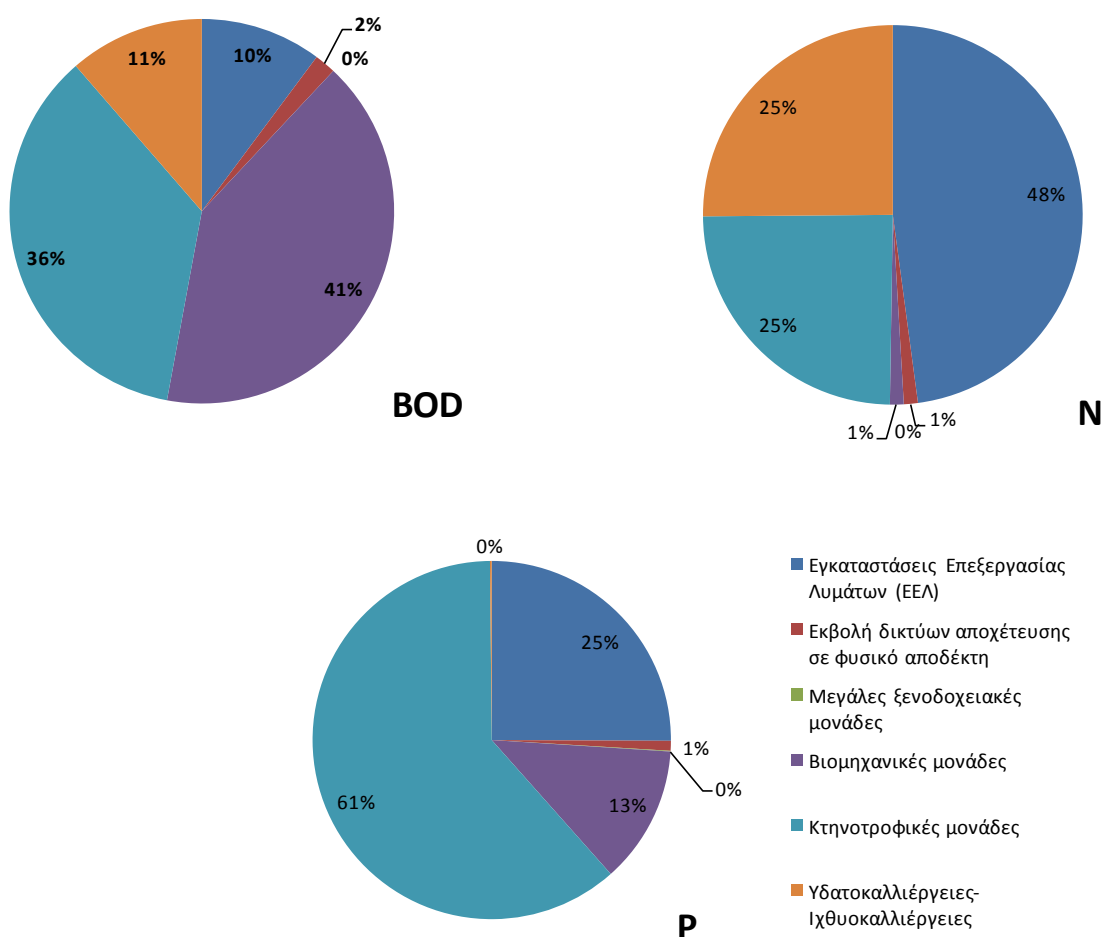 2%
11%
10%
0%
36%
41%
BOD
25%
48%
25%
1%
0%
1%
N
0%
25%
1%
0%
61%
13%
P
Εγκαταστάσεις Επεξεργασίας
Λυμάτων (ΕΕΛ)
Εκβολή δικτύων αποχέτευσης
σε φυσικό αποδέκτη
Μεγάλες ξενοδοχειακές
μονάδες
Βιομηχανικές μονάδες
Κτηνοτροφικές μονάδες
Υδατοκαλλιέργειες-
Ιχθυοκαλλιέργειες